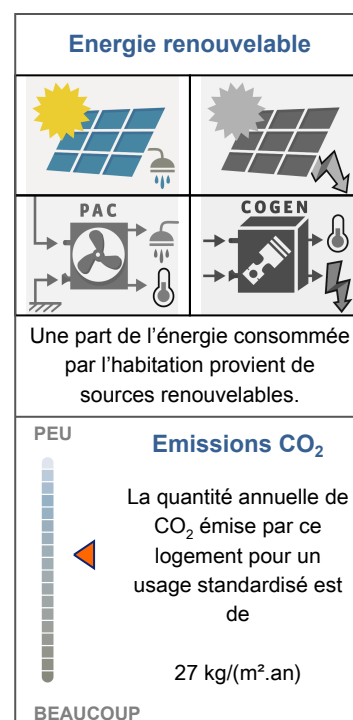 Energie renouvelable
PAC
COGEN
Une part de l’énergie consommée
par l’habitation provient de
sources renouvelables.
PEU
Emissions CO₂
La quantité annuelle de
CO₂ émise par ce
logement pour un
usage standardisé est
de
27 kg/(m².an)
BEAUCOUP